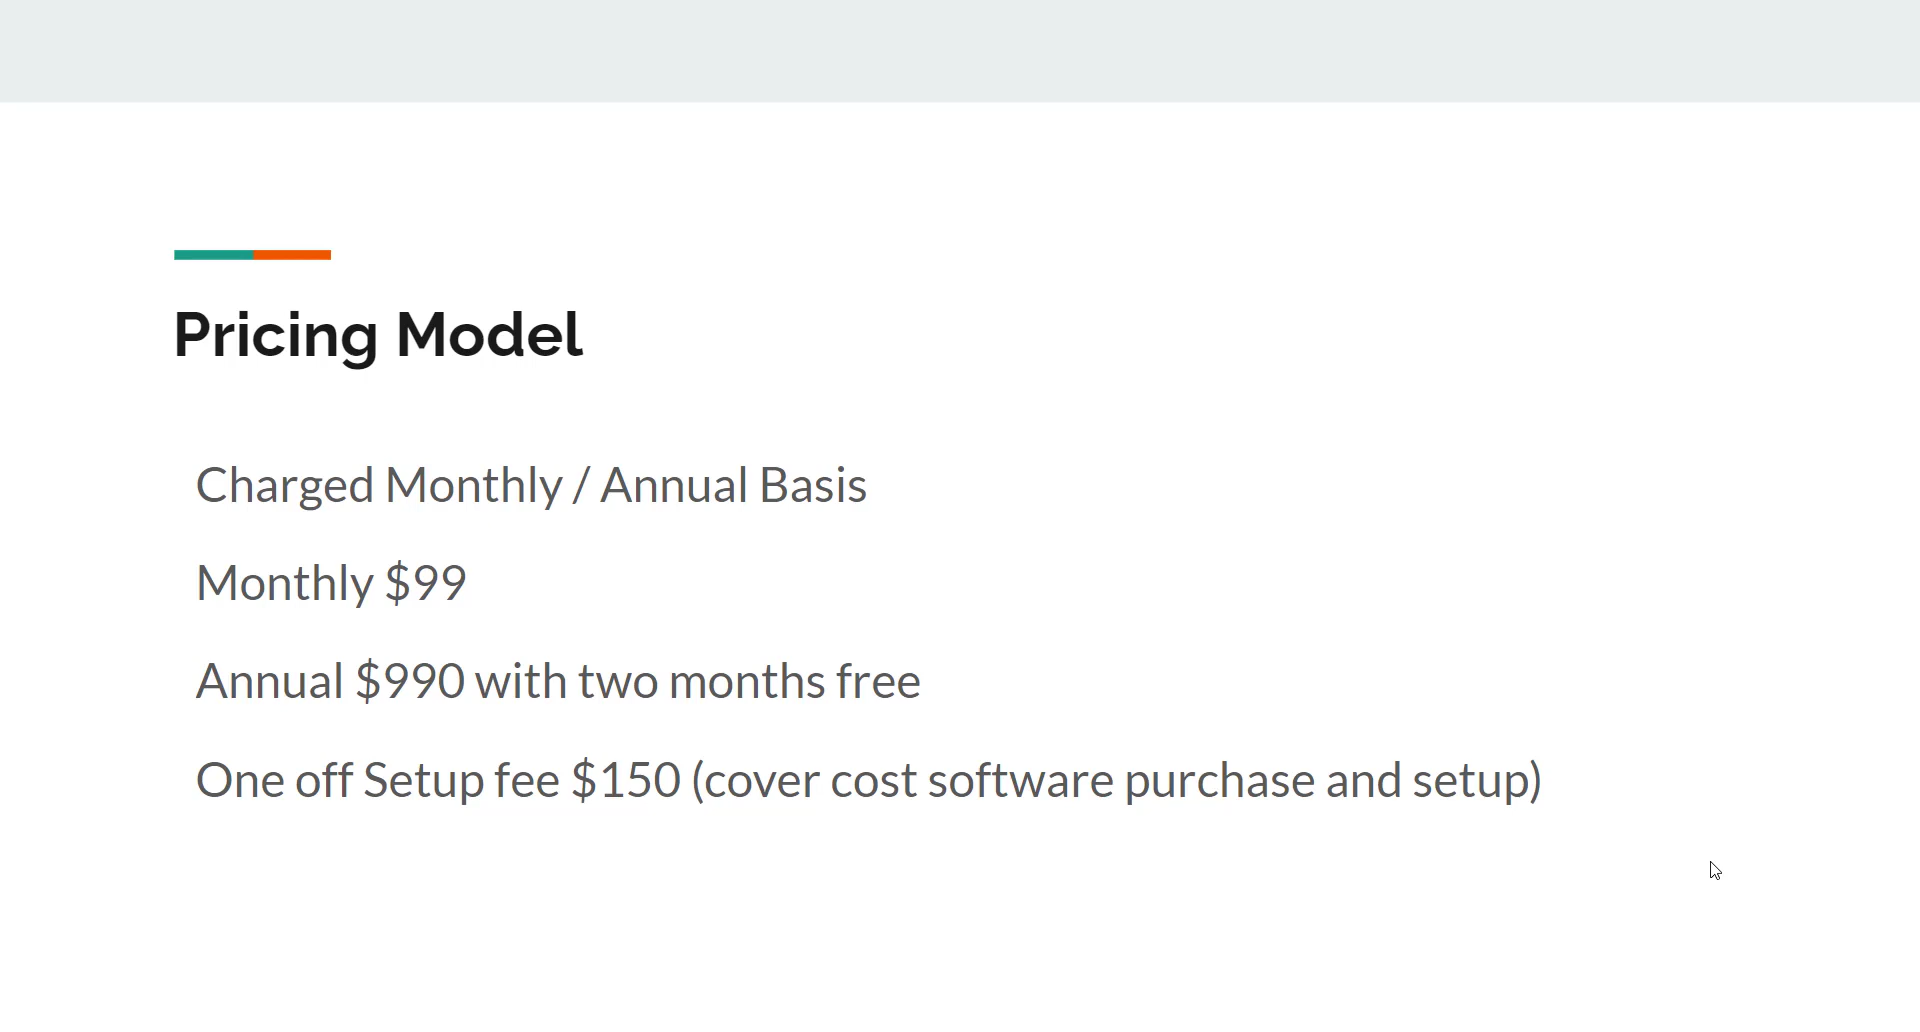 Pricing Model
Charged Monthly / Annual Basis
Monthly $99
Annual $990 with two months free
One off Setup fee $150 (cover cost software purchase and setup)